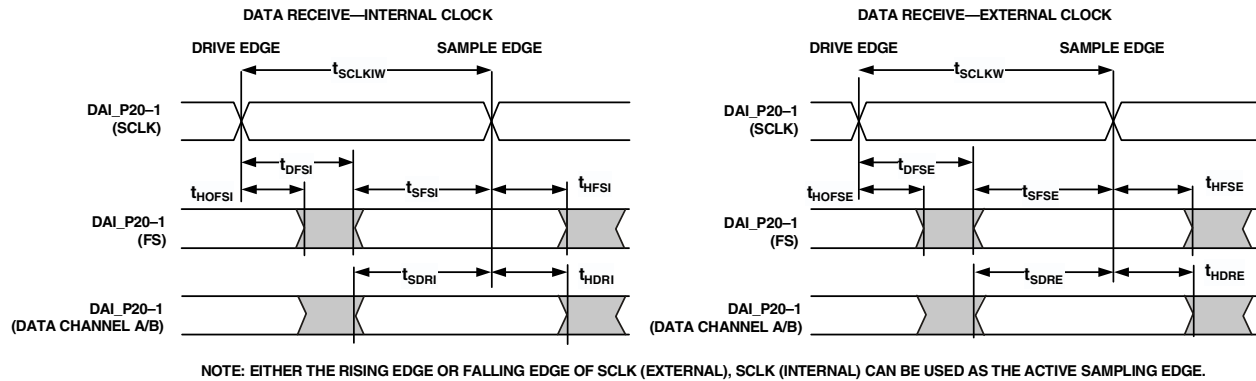 DATA RECEIVE—INTERNAL CLOCK
DRIVE EDGE
SAMPLE EDGE
tSCLKIW
DAI_P20–1
(SCLK)
tDFSI
tHOFSI
tSFSI
tHFSI
DAI_P20–1
(FS)
tSDRI
tHDRI
DAI_P20–1
(DATA CHANNEL A/B)
DATA RECEIVE—EXTERNAL CLOCK
DRIVE EDGE
SAMPLE EDGE
tSCLKW
DAI_P20–1
(SCLK)
tDFSE
tHOFSE
tSFSE
tHFSE
DAI_P20–1
(FS)
tSDRE
tHDRE
DAI_P20–1
(DATA CHANNEL A/B)
NOTE: EITHER THE RISING EDGE OR FALLING EDGE OF SCLK (EXTERNAL), SCLK (INTERNAL) CAN BE USED AS THE ACTIVE SAMPLING EDGE.